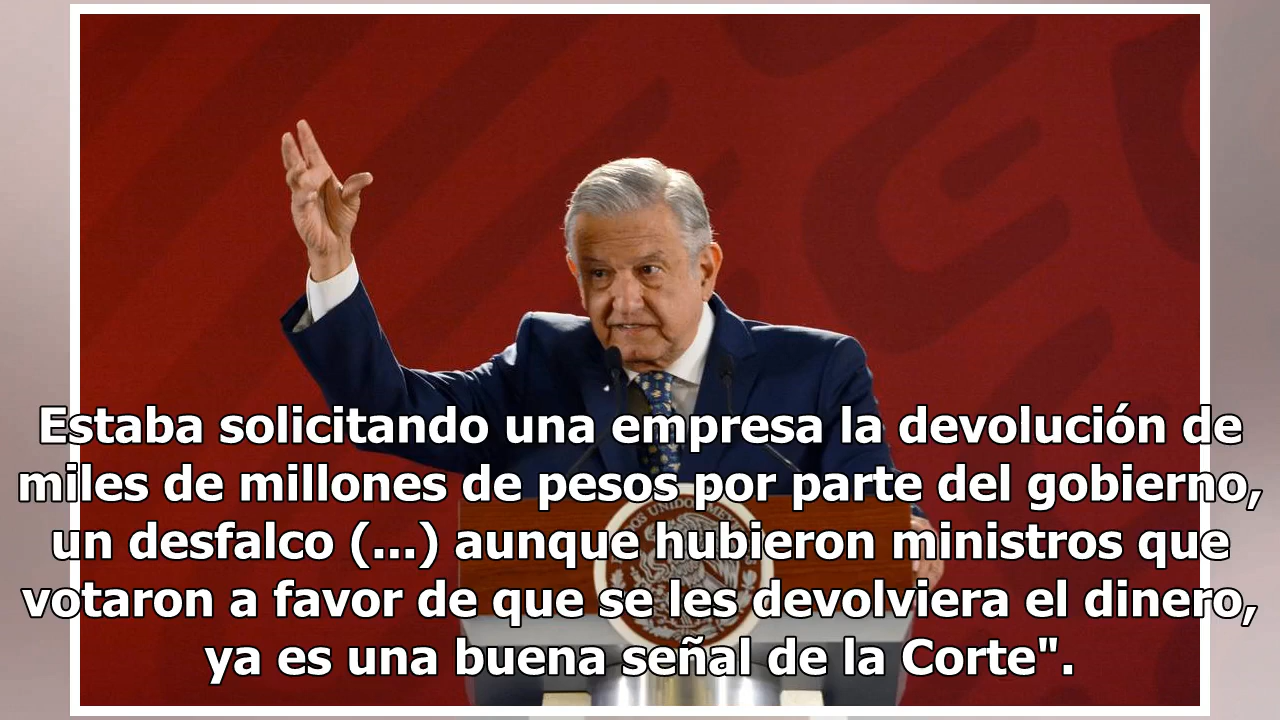 Estaba solicitando una empresa la devolución de
miles de millones de pesos por parte del gobierno,
un desfalco (...) aunque hubieron ministros que
votaron a favor de que se les devolviera el dinero,
ya es una buena señal de la Corte".